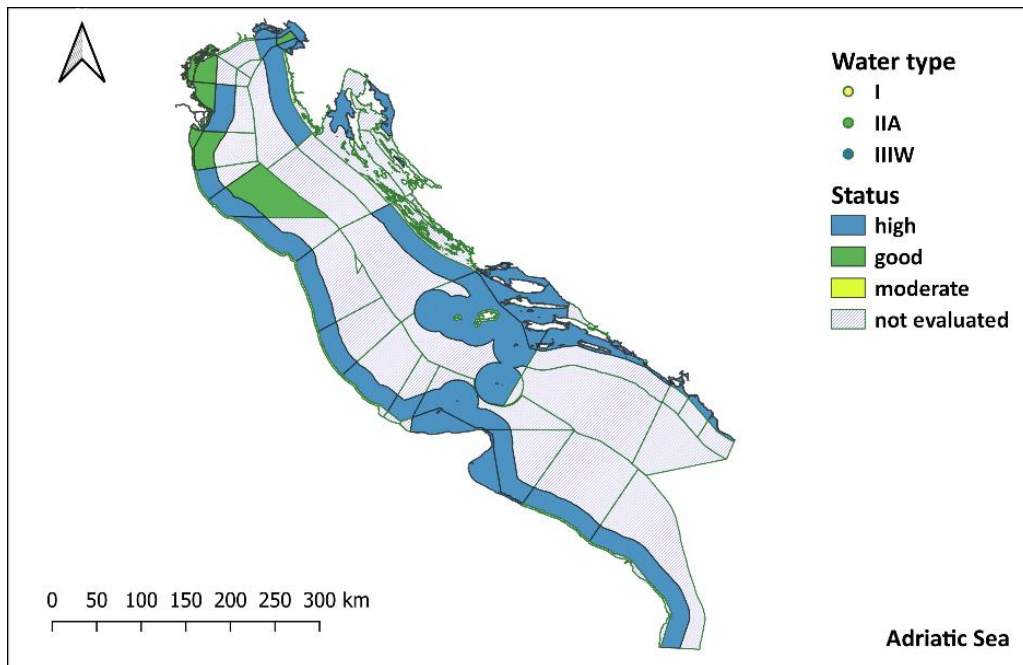 Water type
I
IIA
IIIW
Status
high
good
moderate
not evaluated
0 50 100 150 200 250 300 km
Adriatic Sea